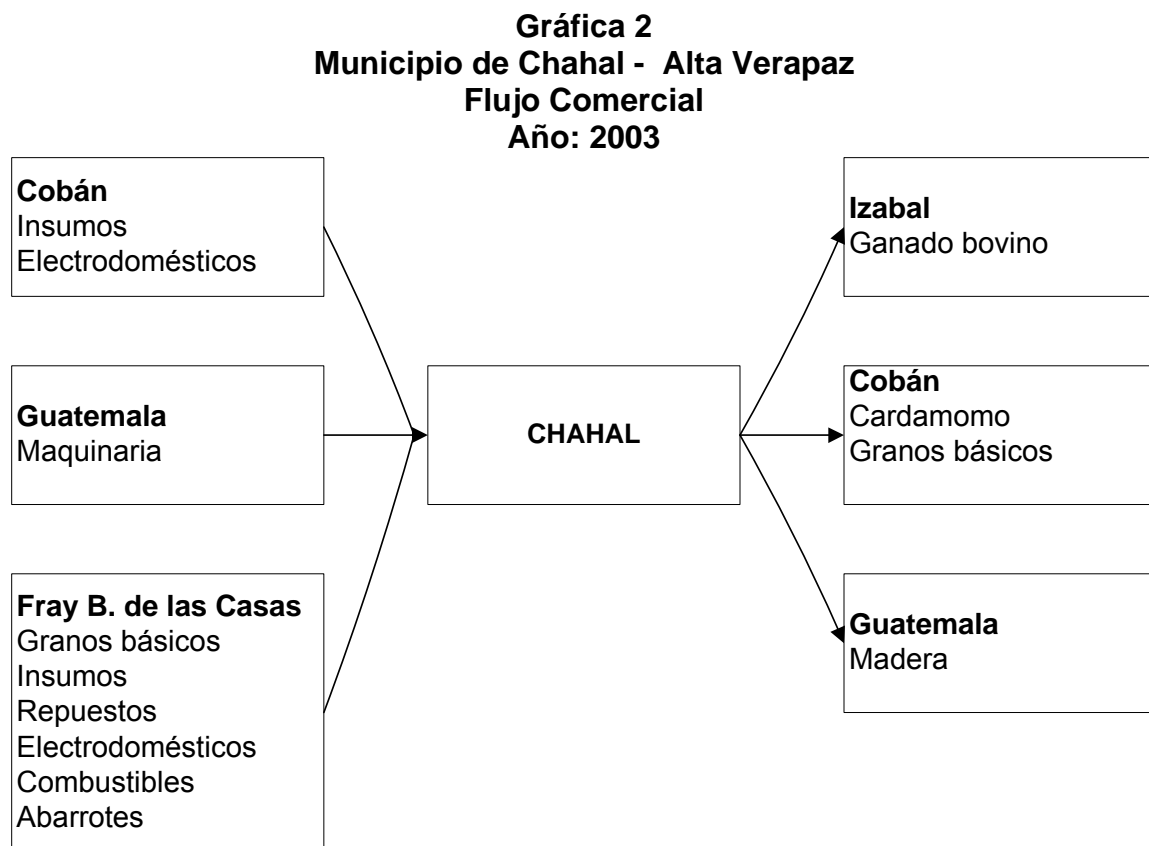 Gráfica 2
Municipio de Chahal -  Alta Verapaz
Flujo Comercial
Año: 2003
Cobán
Insumos
Electrodomésticos
Guatemala
Maquinaria
Fray B. de las Casas
Granos básicos
Insumos
Repuestos
Electrodomésticos
Combustibles
Abarrotes
CHAHAL
Izabal
Ganado bovino
Cobán
Cardamomo
Granos básicos
Guatemala
Madera